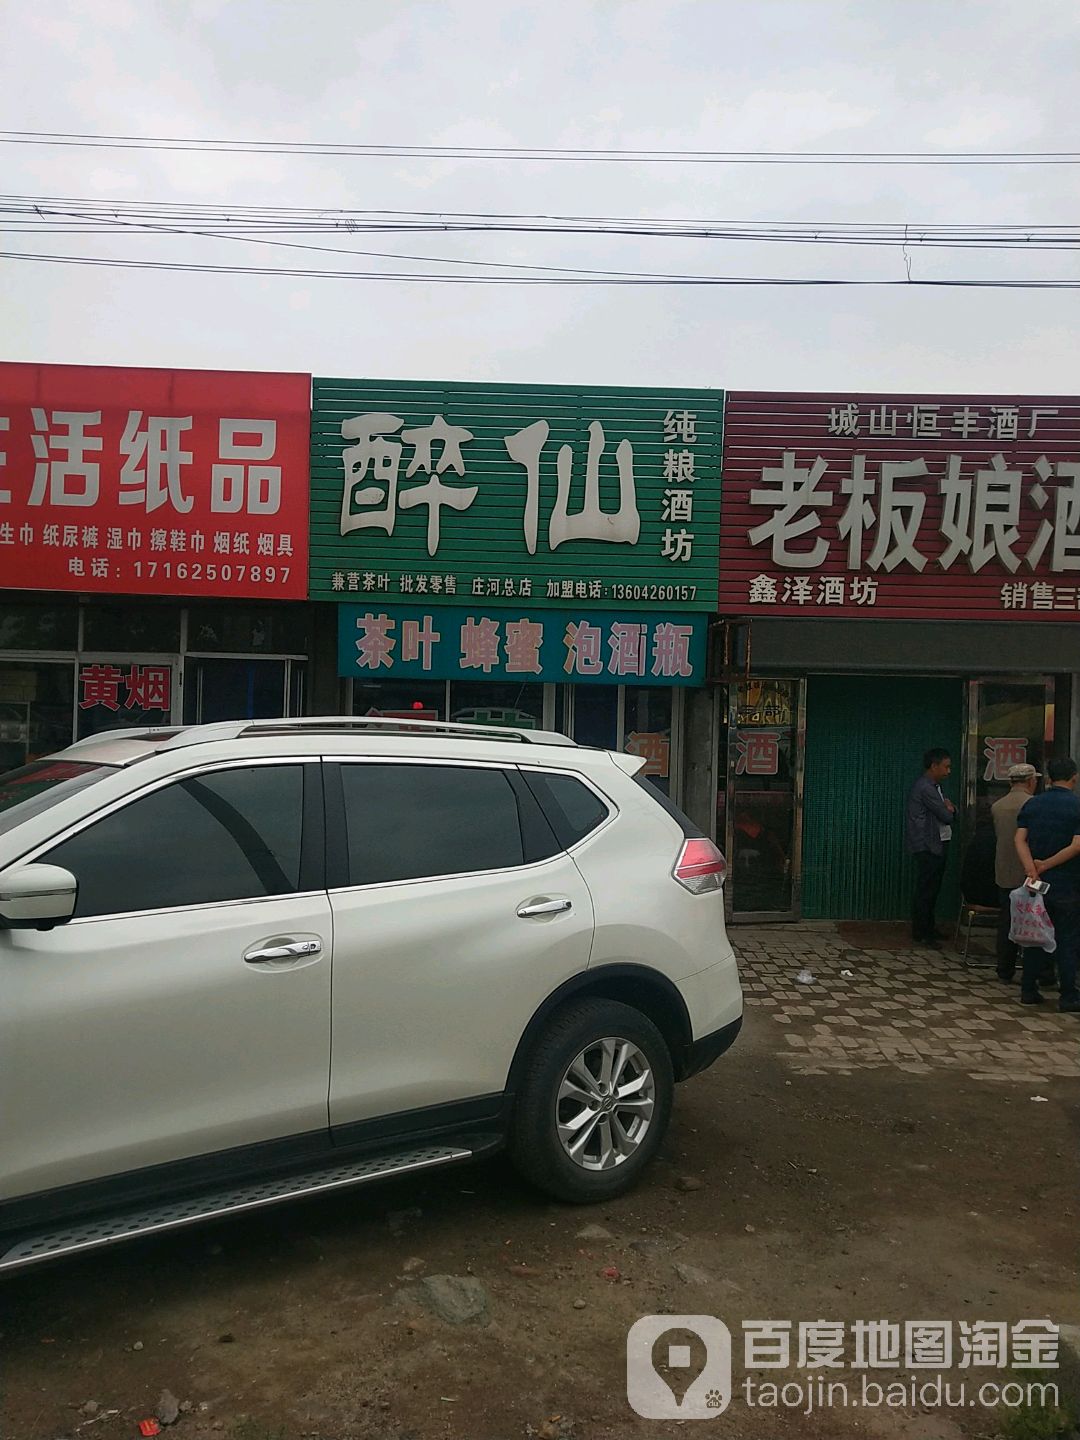 活纸品
生巾 纸尿裤 湿巾 擦鞋巾 烟纸 烟具
电话：17162507897
黄烟
醉仙
纯粮酒坊
兼营茶叶 批发零售 庄河总店 加盟电话:13604260157
茶叶 蜂蜜 泡酒瓶
酒
城山恒丰酒厂
老板娘酒
鑫泽酒坊
销售三
酒
酒
百度地图淘金
taojin.baidu.com